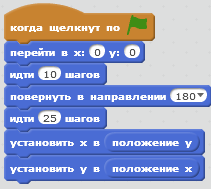 когда щелкнут по
перейти в x: 0 y: 0
идти 10 шагов
повернуть в направлении 180
идти 25 шагов
установить x в положение y
установить y в положение x